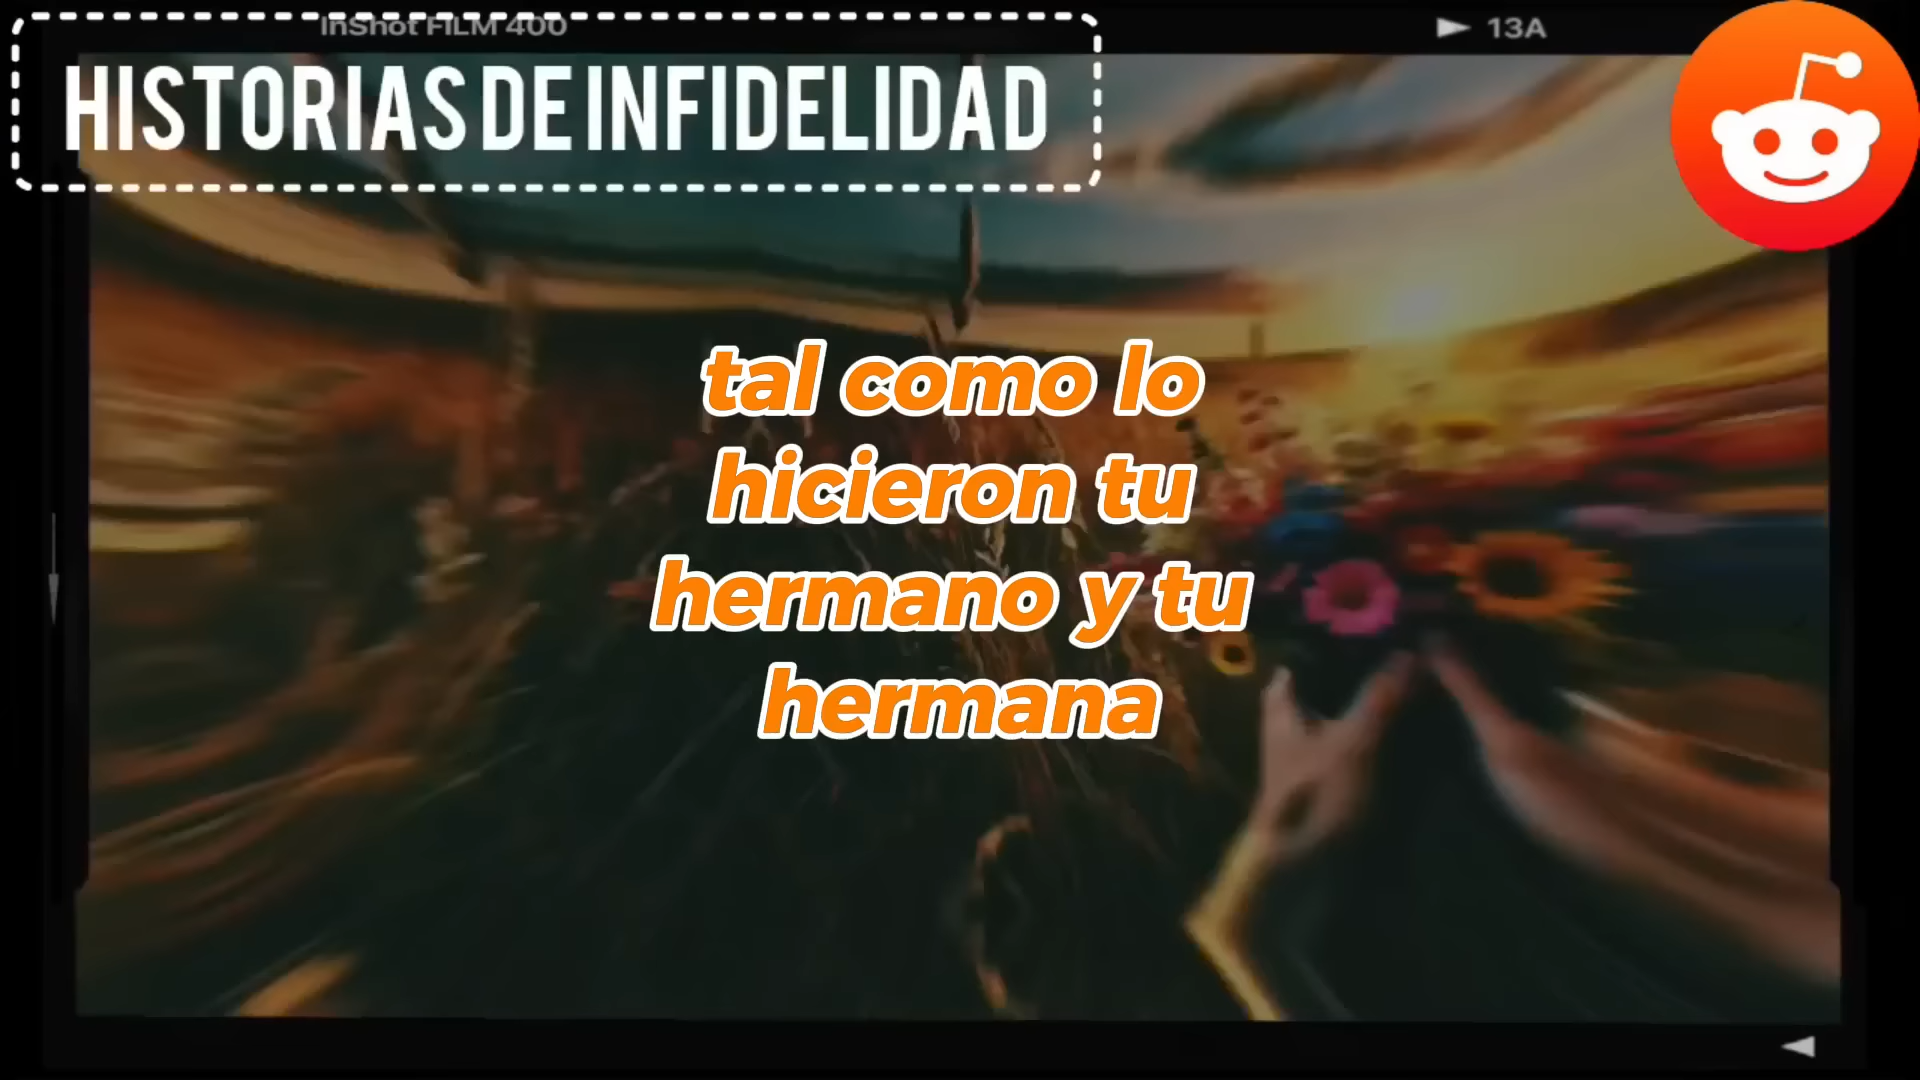 InShot FILM 400
13A
HISTORIAS DE INFIDELIDAD
tal como lo
hicieron tu
hermano y tu
hermana